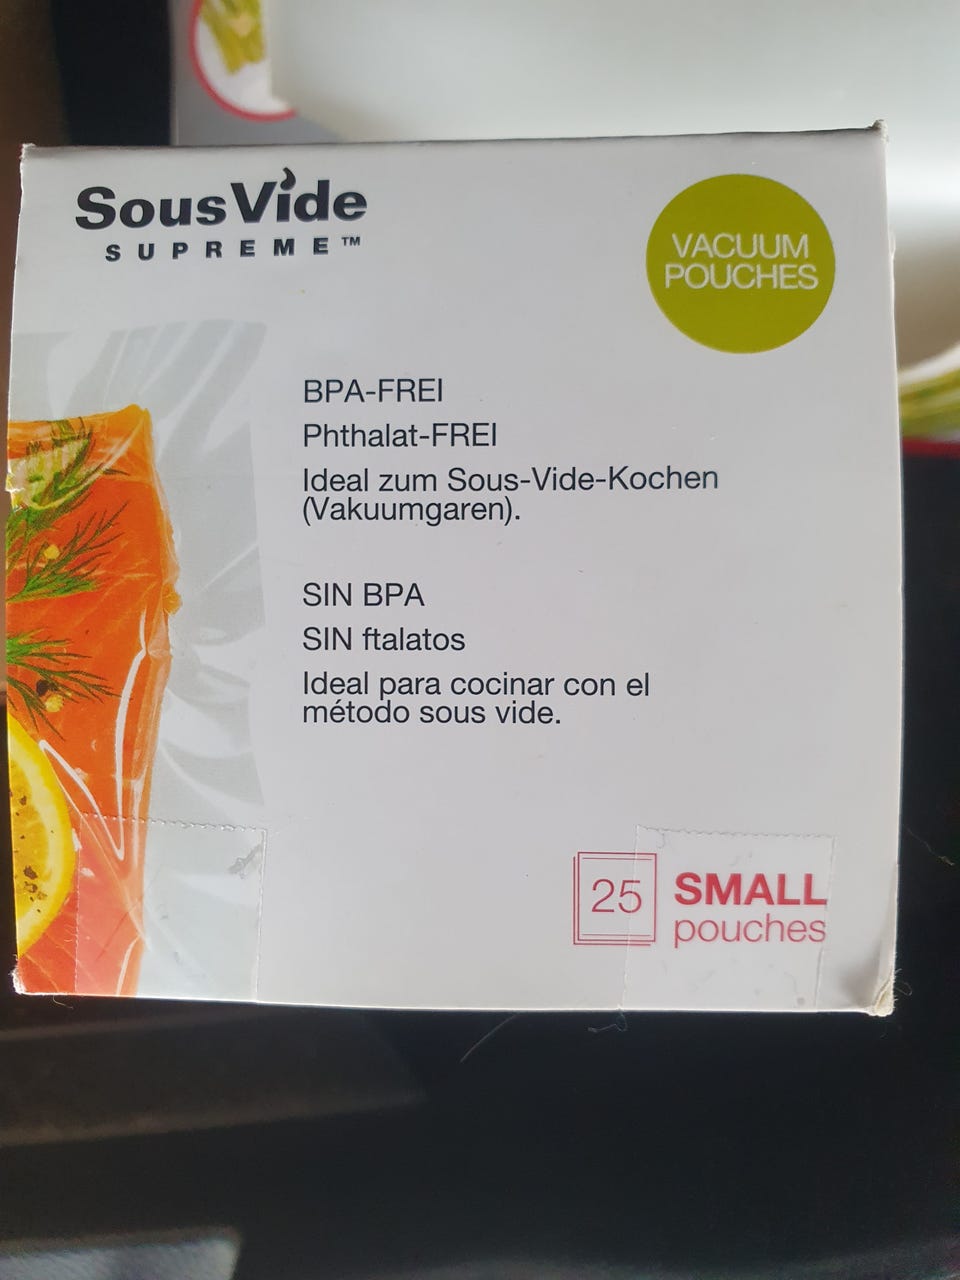 SousVide
SUPREME™
VACUUM
POUCHES
BPA-FREI
Phthalat-FREI
Ideal zum Sous-Vide-Kochen
(Vakuumgaren).
SIN BPA
SIN ftalatos
Ideal para cocinar con el
método sous vide.
25 SMALL
pouches